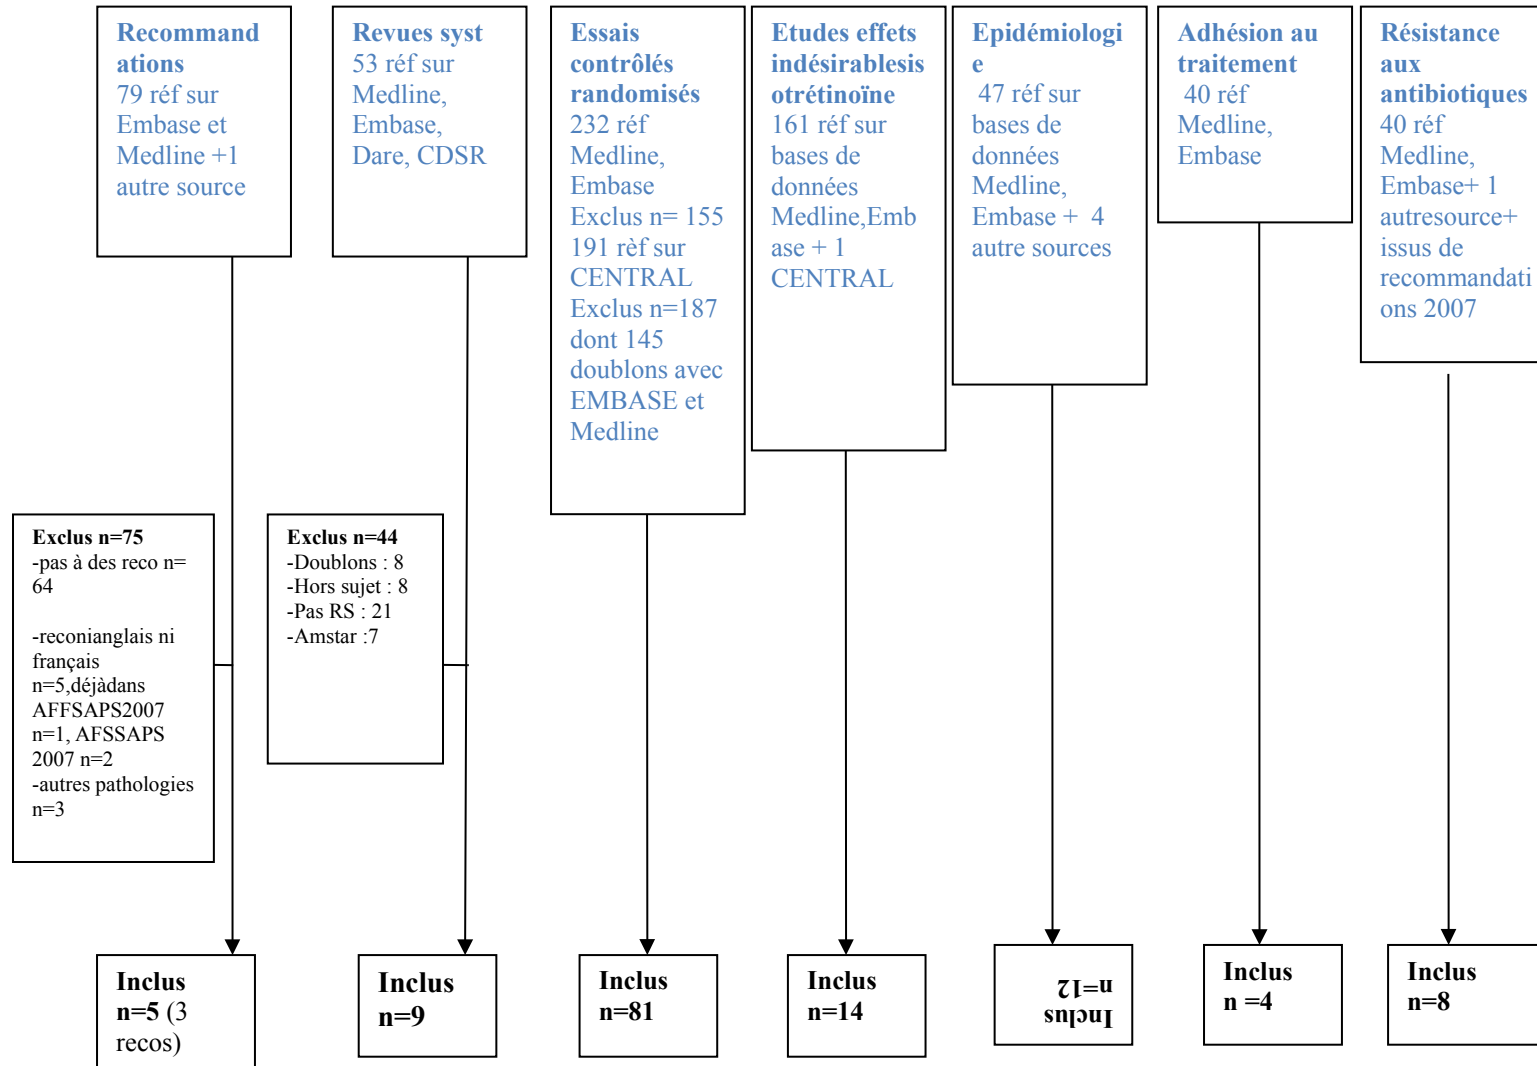 Recommand
ations
79 réf sur
Embase et
Medline +1
autre source
Revues syst
53 réf sur
Medline,
Embase,
Dare, CDSR
Essais
contrôlés
randomisés
232 réf
Medline,
Embase
Exclus n= 155
191 rèf sur
CENTRAL
Exclus n=187
dont 145
doublons avec
EMBASE et
Medline
Etudes effets
indésirablesis
otrétinoïne
161 réf sur
bases de
données
Medline,Emb
ase + 1
CENTRAL
Epidémiologi
e
47 réf sur
bases de
données
Medline,
Embase + 4
autre sources
Adhésion au
traitement
40 réf
Medline,
Embase
Résistance
aux
antibiotiques
40 réf
Medline,
Embase+ 1
autresource+
issus de
recommandati
ons 2007
Exclus n=75
-pas à des reco n=
64
-reconianglais ni
français
n=5,déjàdans
AFFSAPS2007
n=1, AFSSAPS
2007 n=2
-autres pathologies
n=3
Exclus n=44
-Doublons : 8
-Hors sujet : 8
-Pas RS : 21
-Amstar :7
Inclus
n=5 (3
recos)
Inclus
n=9
Inclus
n=81
Inclus
n=14
Inclus
n=12
Inclus
n =4
Inclus
n=8